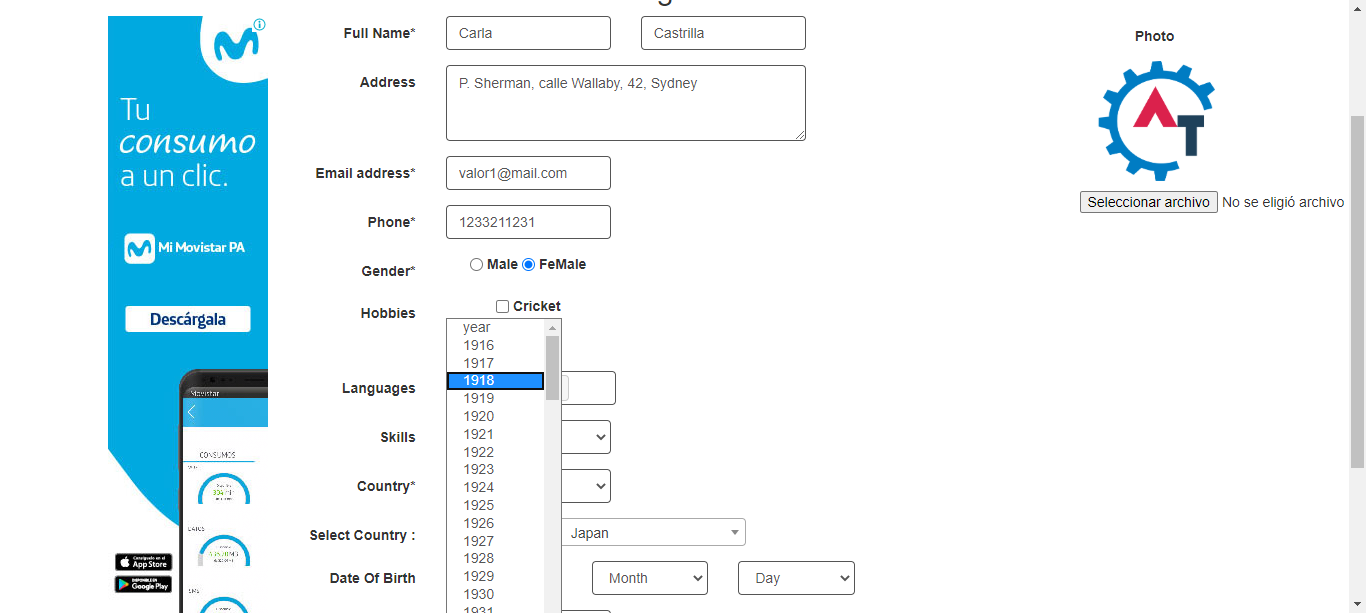 Full Name*
Carla
Castrilla
Photo
Address
P. Sherman, calle Wallaby, 42, Sydney
Tu
consumo
a un clic.
Email address*
valor1@mail.com
Seleccionar archivo No se eligió archivo
Phone*
1233211231
Mi Movistar PA
Gender*
Male
FeMale
Hobbies
Cricket
Descárgala
year
1916
1917
1918
1919
1920
1921
1922
1923
1924
1925
1926
1927
1928
1929
1930
1931
Languages
Movistar
Skills
CONSUMOS
Country*
DATOS
Select Country :
Japan
App Store
Date Of Birth
Month
Day
Google Play
SMS
AT